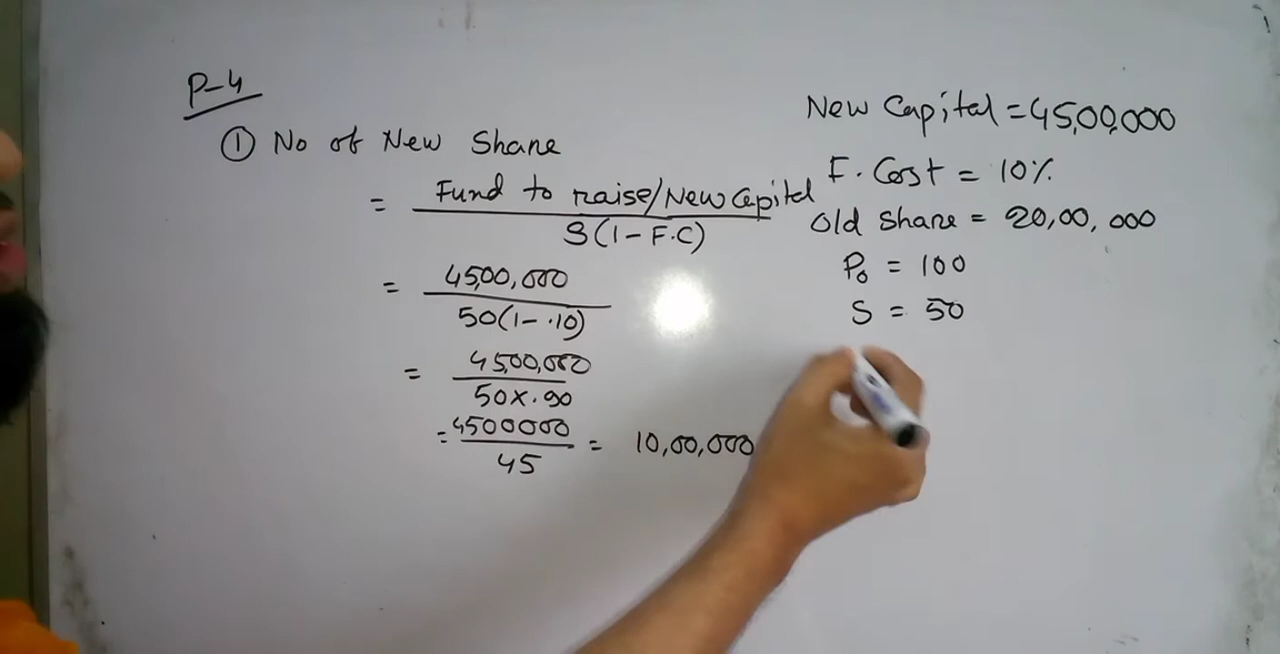 P-4
① No of New Share
= Fund to raise/New Capital
S(1-F.C)
= 4500,000
50(1-.10)
= 4500,000
50X.90
= 4500000
45
= 10,00,000
New Capital = 45,00,000
F. Cost = 10%
Old Share = 20,00,000
P₀ = 100
S = 50